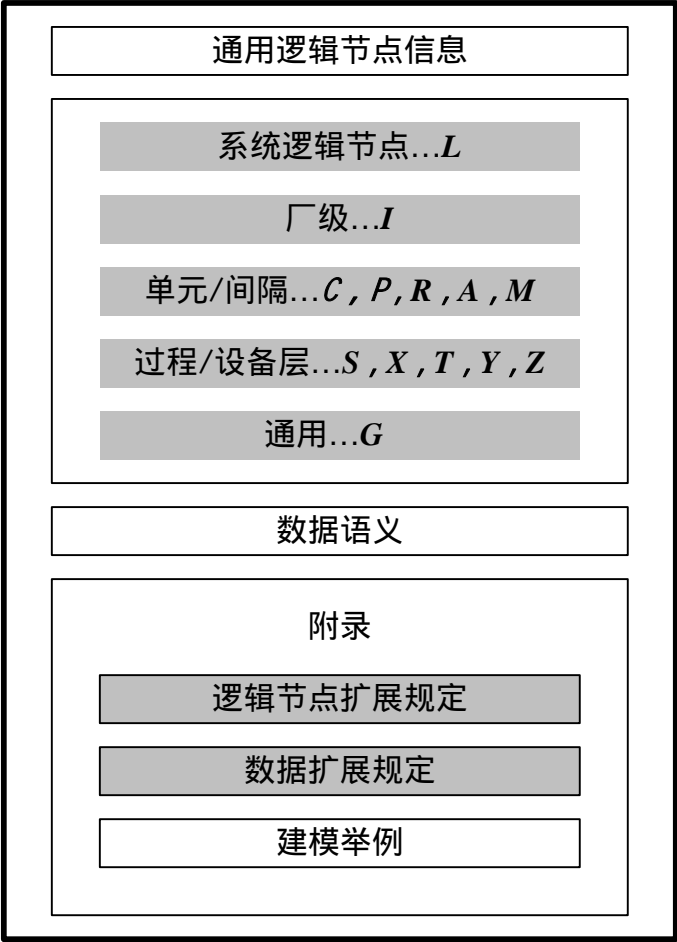 通用逻辑节点信息
系统逻辑节点…L
厂级…I
单元/间隔…C , P,R ,A ,M
过程/设备层…S ,X ,T ,Y ,Z
通用…G
数据语义
附录
逻辑节点扩展规定
数据扩展规定
建模举例